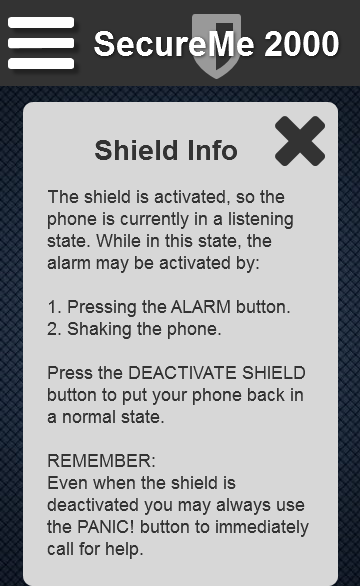 SecureMe 2000
Shield Info
The shield is activated, so the
phone is currently in a listening
state. While in this state, the
alarm may be activated by:
1. Pressing the ALARM button.
2. Shaking the phone.
Press the DEACTIVATE SHIELD
button to put your phone back in
a normal state.
REMEMBER:
Even when the shield is
deactivated you may always use
the PANIC! button to immediately
call for help.